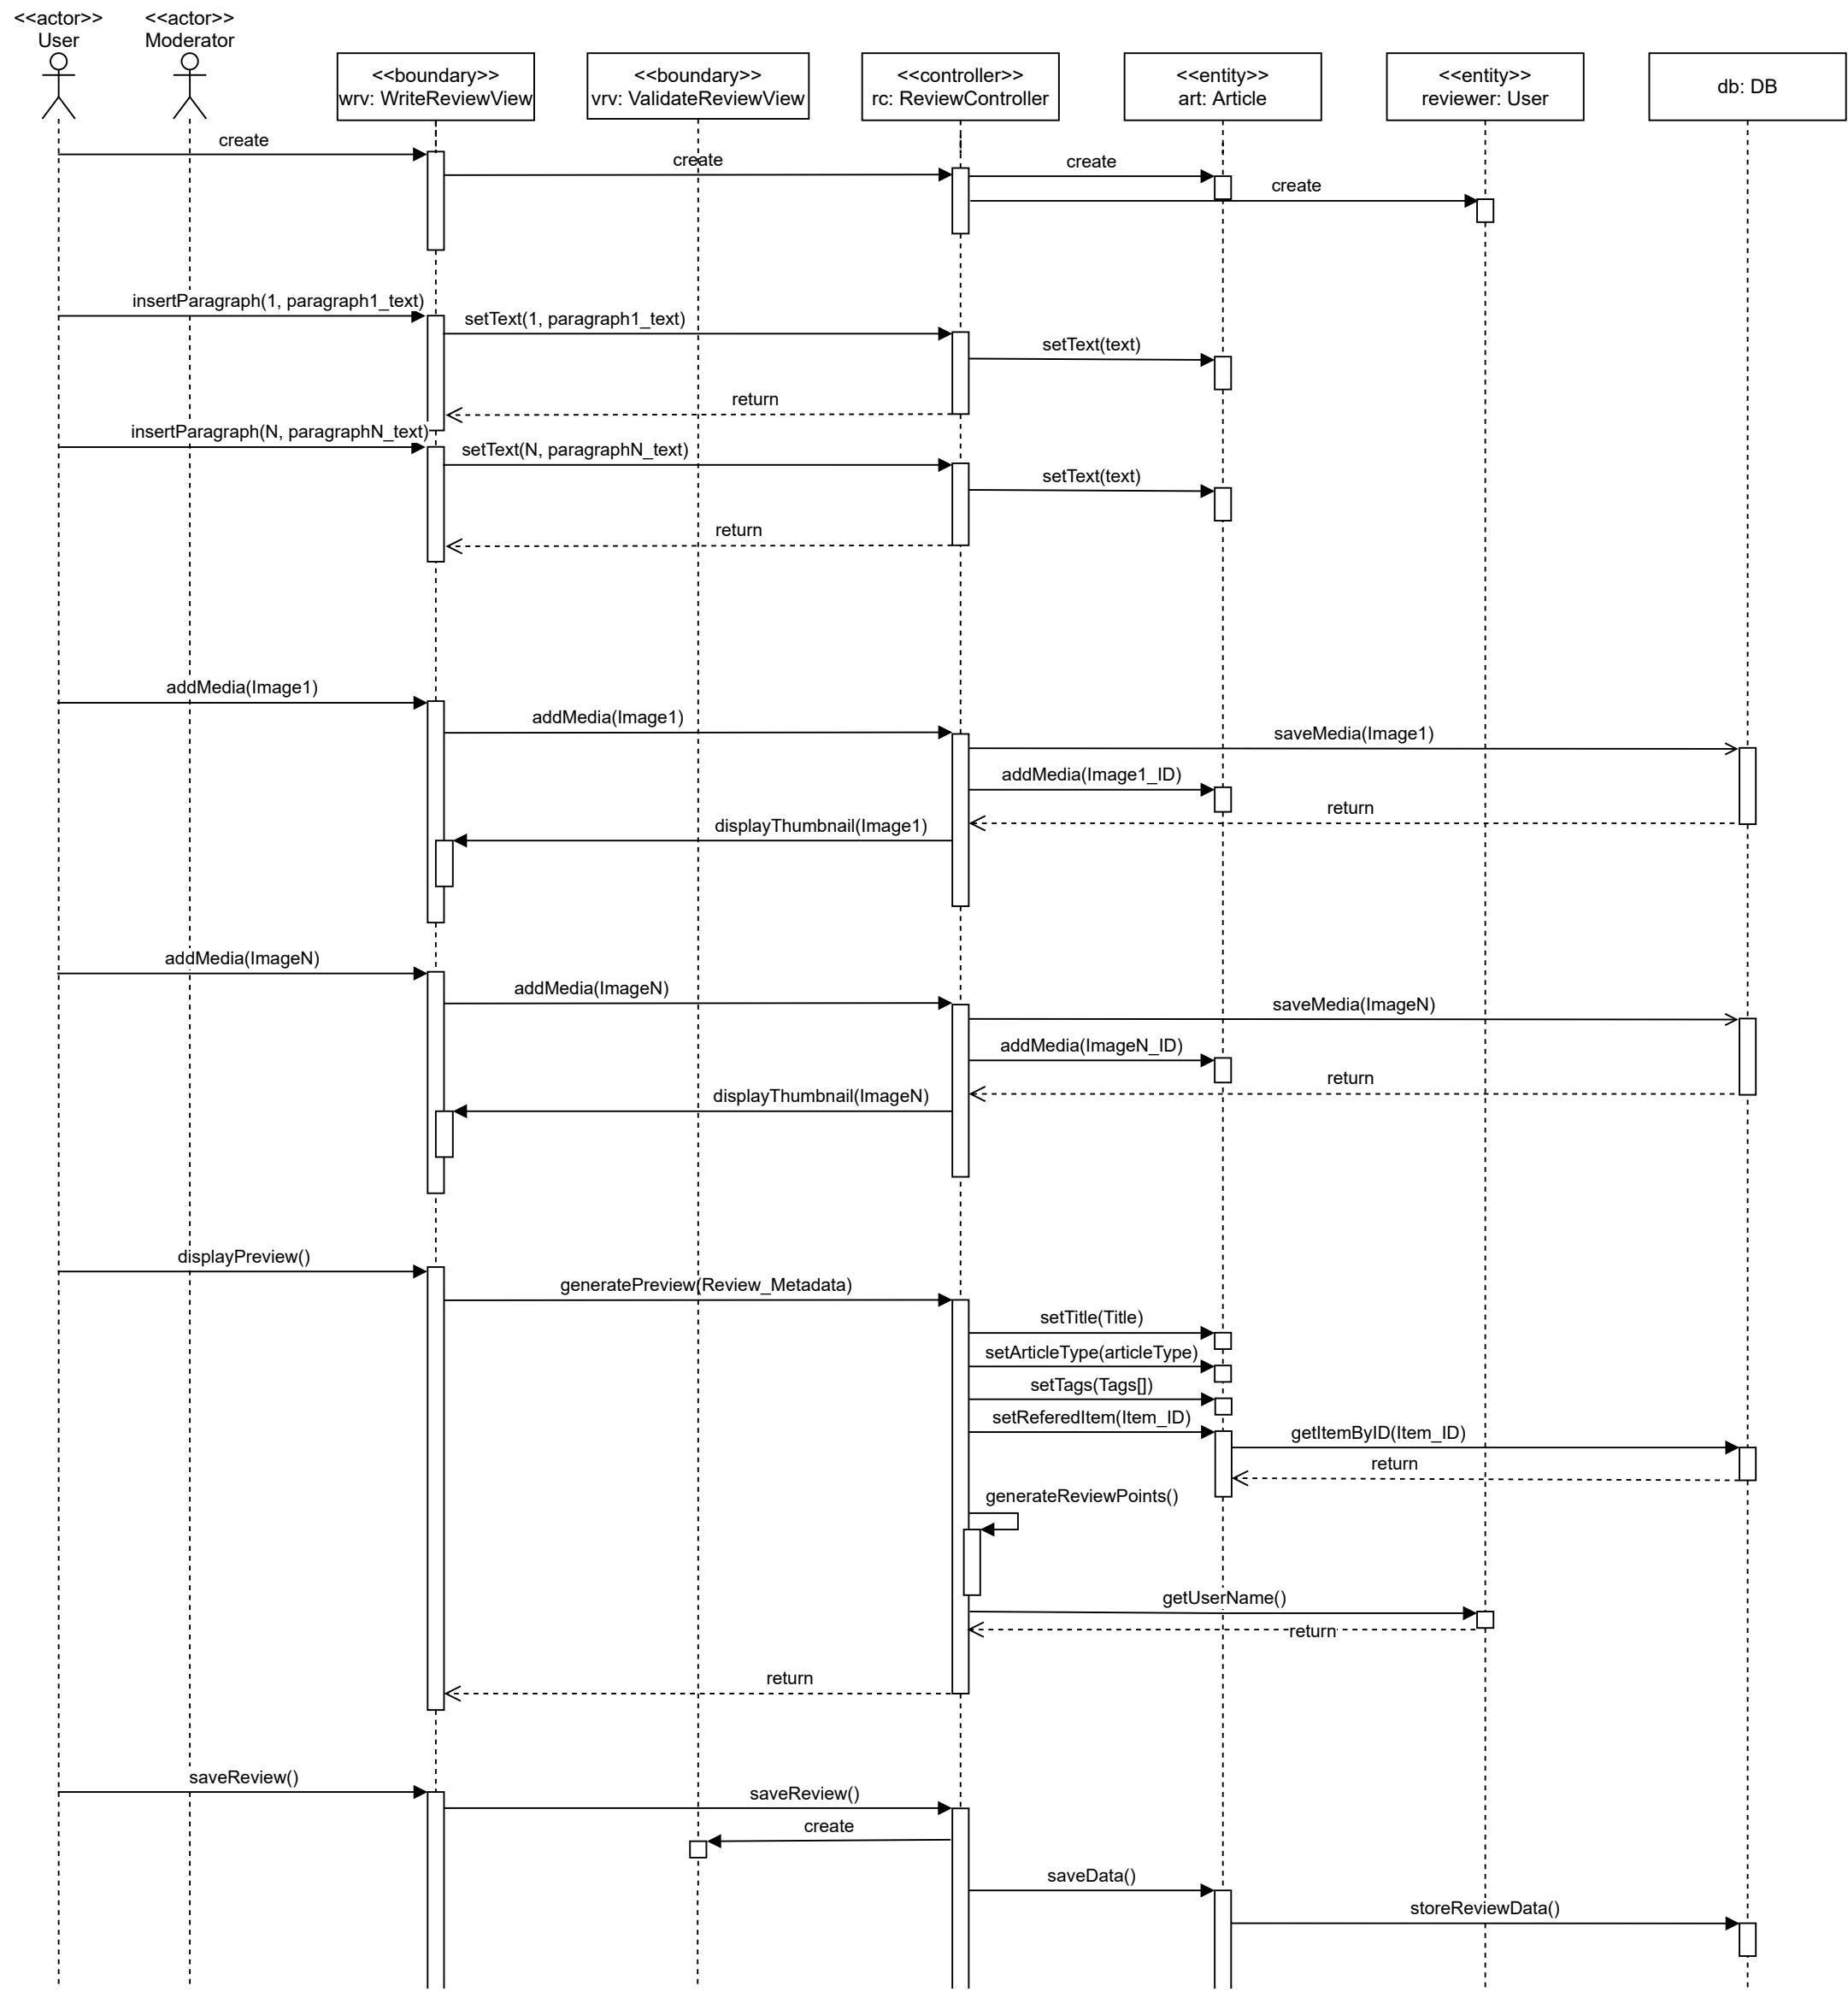 <<actor>>
User
<<actor>>
Moderator
<<boundary>>
wrv: WriteReviewView
<<boundary>>
vrv: ValidateReviewView
<<controller>>
rc: ReviewController
<<entity>>
art: Article
<<entity>>
reviewer: User
db: DB
create
create
create
create
insertParagraph(1, paragraph1_text)
setText(1, paragraph1_text)
setText(text)
return
insertParagraph(N, paragraphN_text)
setText(N, paragraphN_text)
setText(text)
return
addMedia(Image1)
addMedia(Image1)
saveMedia(Image1)
addMedia(Image1_ID)
return
displayThumbnail(Image1)
addMedia(ImageN)
addMedia(ImageN)
saveMedia(ImageN)
addMedia(ImageN_ID)
return
displayThumbnail(ImageN)
displayPreview()
generatePreview(Review_Metadata)
setTitle(Title)
setArticleType(articleType)
setTags(Tags[])
setReferedItem(Item_ID)
getItemByID(Item_ID)
return
generateReviewPoints()
getUserName()
return
return
saveReview()
saveReview()
create
saveData()
storeReviewData()